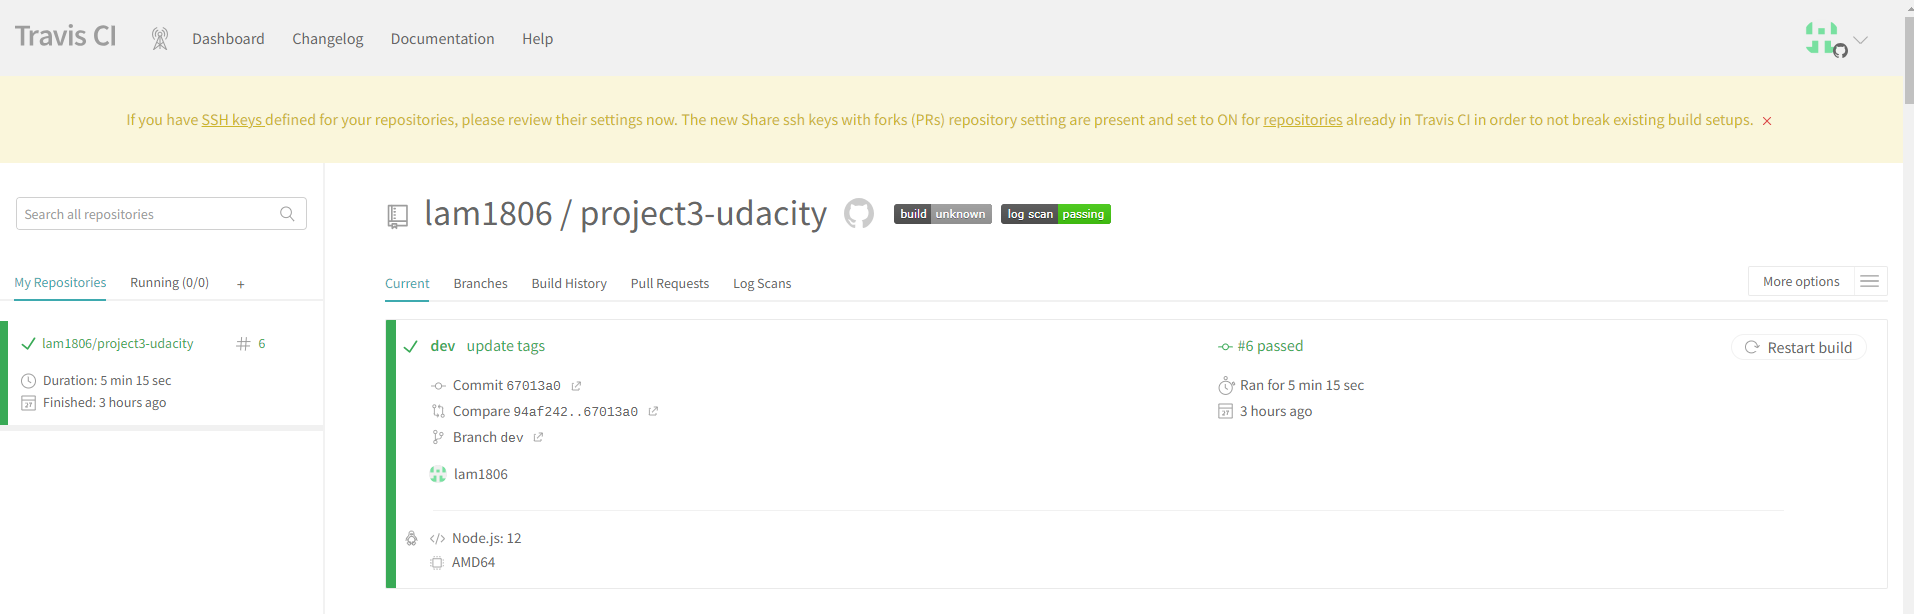 Travis CI Dashboard Changelog Documentation Help
If you have SSH keys defined for your repositories, please review their settings now. The new Share ssh keys with forks (PRs) repository setting are present and set to ON for repositories already in Travis CI in order to not break existing build setups.
Search all repositories
My Repositories Running (0/0) +
lam1806/project3-udacity # 6
Duration: 5 min 15 sec
Finished: 3 hours ago
lam1806 / project3-udacity build unknown log scan passing
Current Branches Build History Pull Requests Log Scans More options
dev update tags #6 passed Restart build
Commit 67013a0 Ran for 5 min 15 sec
Compare 94af242..67013a0 3 hours ago
Branch dev
lam1806
Node.js: 12
AMD64